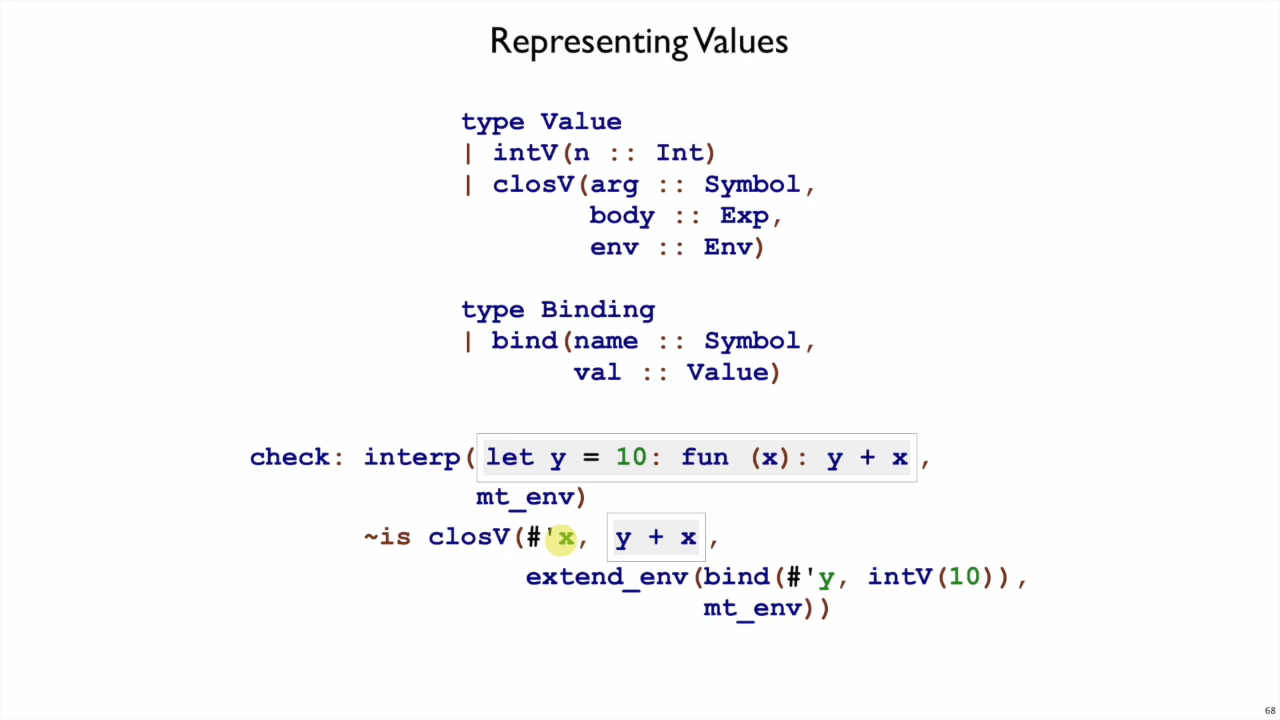 Representing Values
type Value
| intV(n :: Int)
| closV(arg :: Symbol,
body :: Exp,
env :: Env)
type Binding
| bind(name :: Symbol,
val :: Value)
check: interp( let y = 10: fun (x): y + x ,
mt_env)
~is closV(#'x, y + x ,
extend_env(bind(#'y, intV(10)),
mt_env))
68